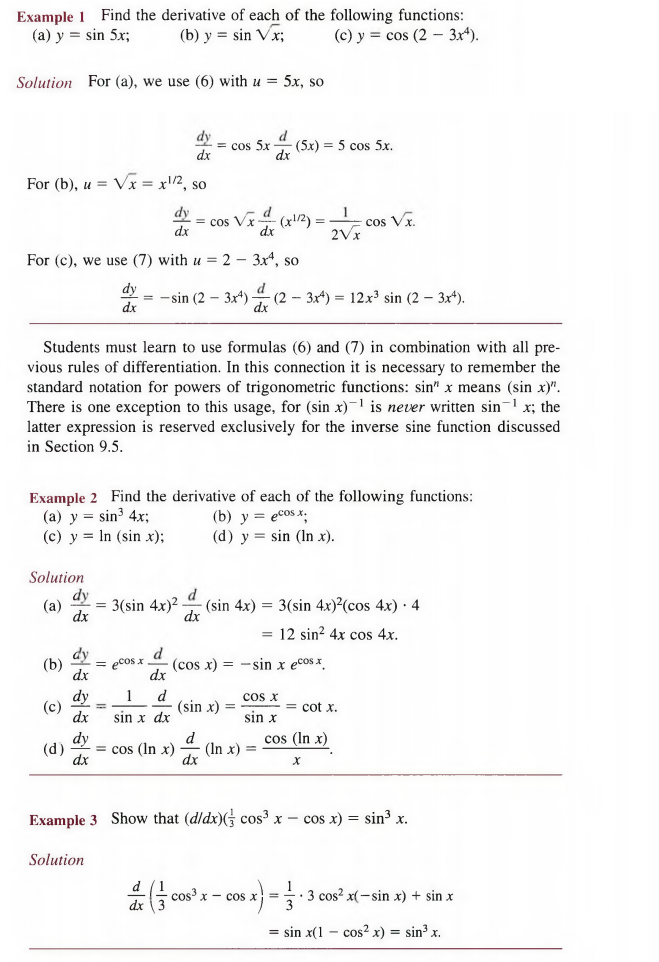 Example 1 Find the derivative of each of the following functions:
(a) y = sin 5x; (b) y = sin √x; (c) y = cos (2 − 3x⁴).
Solution For (a), we use (6) with u = 5x, so
dy/dx = cos 5x d/dx (5x) = 5 cos 5x.
For (b), u = √x = x^(1/2), so
dy/dx = cos √x d/dx (x^(1/2)) = 1/(2√x) cos √x.
For (c), we use (7) with u = 2 − 3x⁴, so
dy/dx = −sin (2 − 3x⁴) d/dx (2 − 3x⁴) = 12x³ sin (2 − 3x⁴).
Students must learn to use formulas (6) and (7) in combination with all pre-
vious rules of differentiation. In this connection it is necessary to remember the
standard notation for powers of trigonometric functions: sinⁿ x means (sin x)ⁿ.
There is one exception to this usage, for (sin x)⁻¹ is never written sin⁻¹ x; the
latter expression is reserved exclusively for the inverse sine function discussed
in Section 9.5.
Example 2 Find the derivative of each of the following functions:
(a) y = sin³ 4x; (b) y = e^(cos x);
(c) y = ln (sin x); (d) y = sin (ln x).
Solution
(a) dy/dx = 3(sin 4x)² d/dx (sin 4x) = 3(sin 4x)²(cos 4x) · 4
= 12 sin² 4x cos 4x.
(b) dy/dx = e^(cos x) d/dx (cos x) = −sin x e^(cos x).
(c) dy/dx = 1/(sin x) d/dx (sin x) = cos x/sin x = cot x.
(d) dy/dx = cos (ln x) d/dx (ln x) = cos (ln x)/x.
Example 3 Show that (d/dx)(⅓ cos³ x − cos x) = sin³ x.
Solution
d/dx (1/3 cos³ x − cos x) = 1/3 · 3 cos² x(−sin x) + sin x
= sin x(1 − cos² x) = sin³ x.